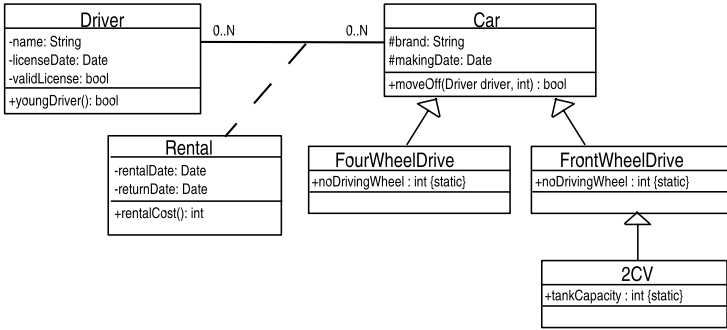 Driver
-name: String
-licenseDate: Date
-validLicense: bool
+youngDriver(): bool
0..N
0..N
Car
#brand: String
#makingDate: Date
+moveOff(Driver driver, int) : bool
Rental
-rentalDate: Date
-returnDate: Date
+rentalCost(): int
FourWheelDrive
+noDrivingWheel : int {static}
FrontWheelDrive
+noDrivingWheel : int {static}
2CV
+tankCapacity : int {static}